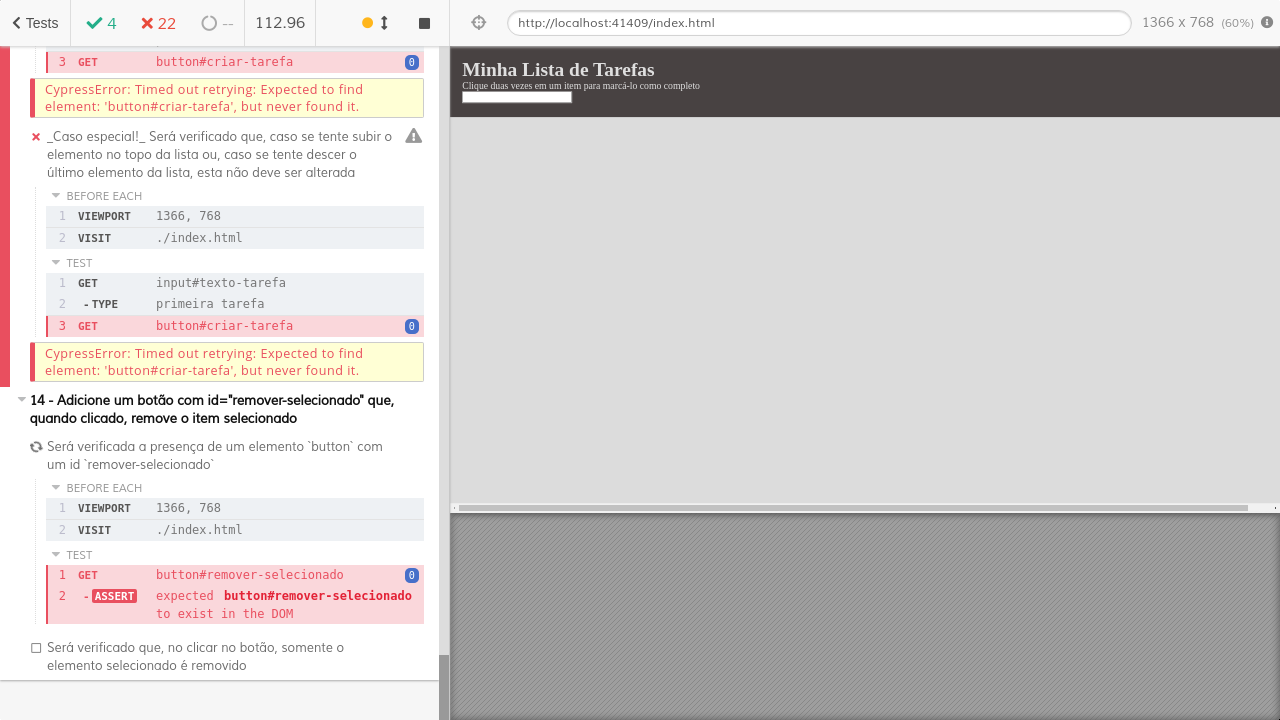 Tests
4
22
--
112.96
http://localhost:41409/index.html
1366 x 768 (60%)
3 GET button#criar-tarefa 0
CypressError: Timed out retrying: Expected to find
element: 'button#criar-tarefa', but never found it.
_Caso especial!_ Será verificado que, caso se tente subir o
elemento no topo da lista ou, caso se tente descer o
último elemento da lista, esta não deve ser alterada
BEFORE EACH
1 VIEWPORT 1366, 768
2 VISIT ./index.html
TEST
1 GET input#texto-tarefa
2 -TYPE primeira tarefa
3 GET button#criar-tarefa 0
CypressError: Timed out retrying: Expected to find
element: 'button#criar-tarefa', but never found it.
14 - Adicione um botão com id="remover-selecionado" que,
quando clicado, remove o item selecionado
Será verificada a presença de um elemento `button` com
um id `remover-selecionado`
BEFORE EACH
1 VIEWPORT 1366, 768
2 VISIT ./index.html
TEST
1 GET button#remover-selecionado 0
2 -ASSERT expected button#remover-selecionado
to exist in the DOM
Será verificado que, no clicar no botão, somente o
elemento selecionado é removido
Minha Lista de Tarefas
Clique duas vezes em um item para marcá-lo como completo